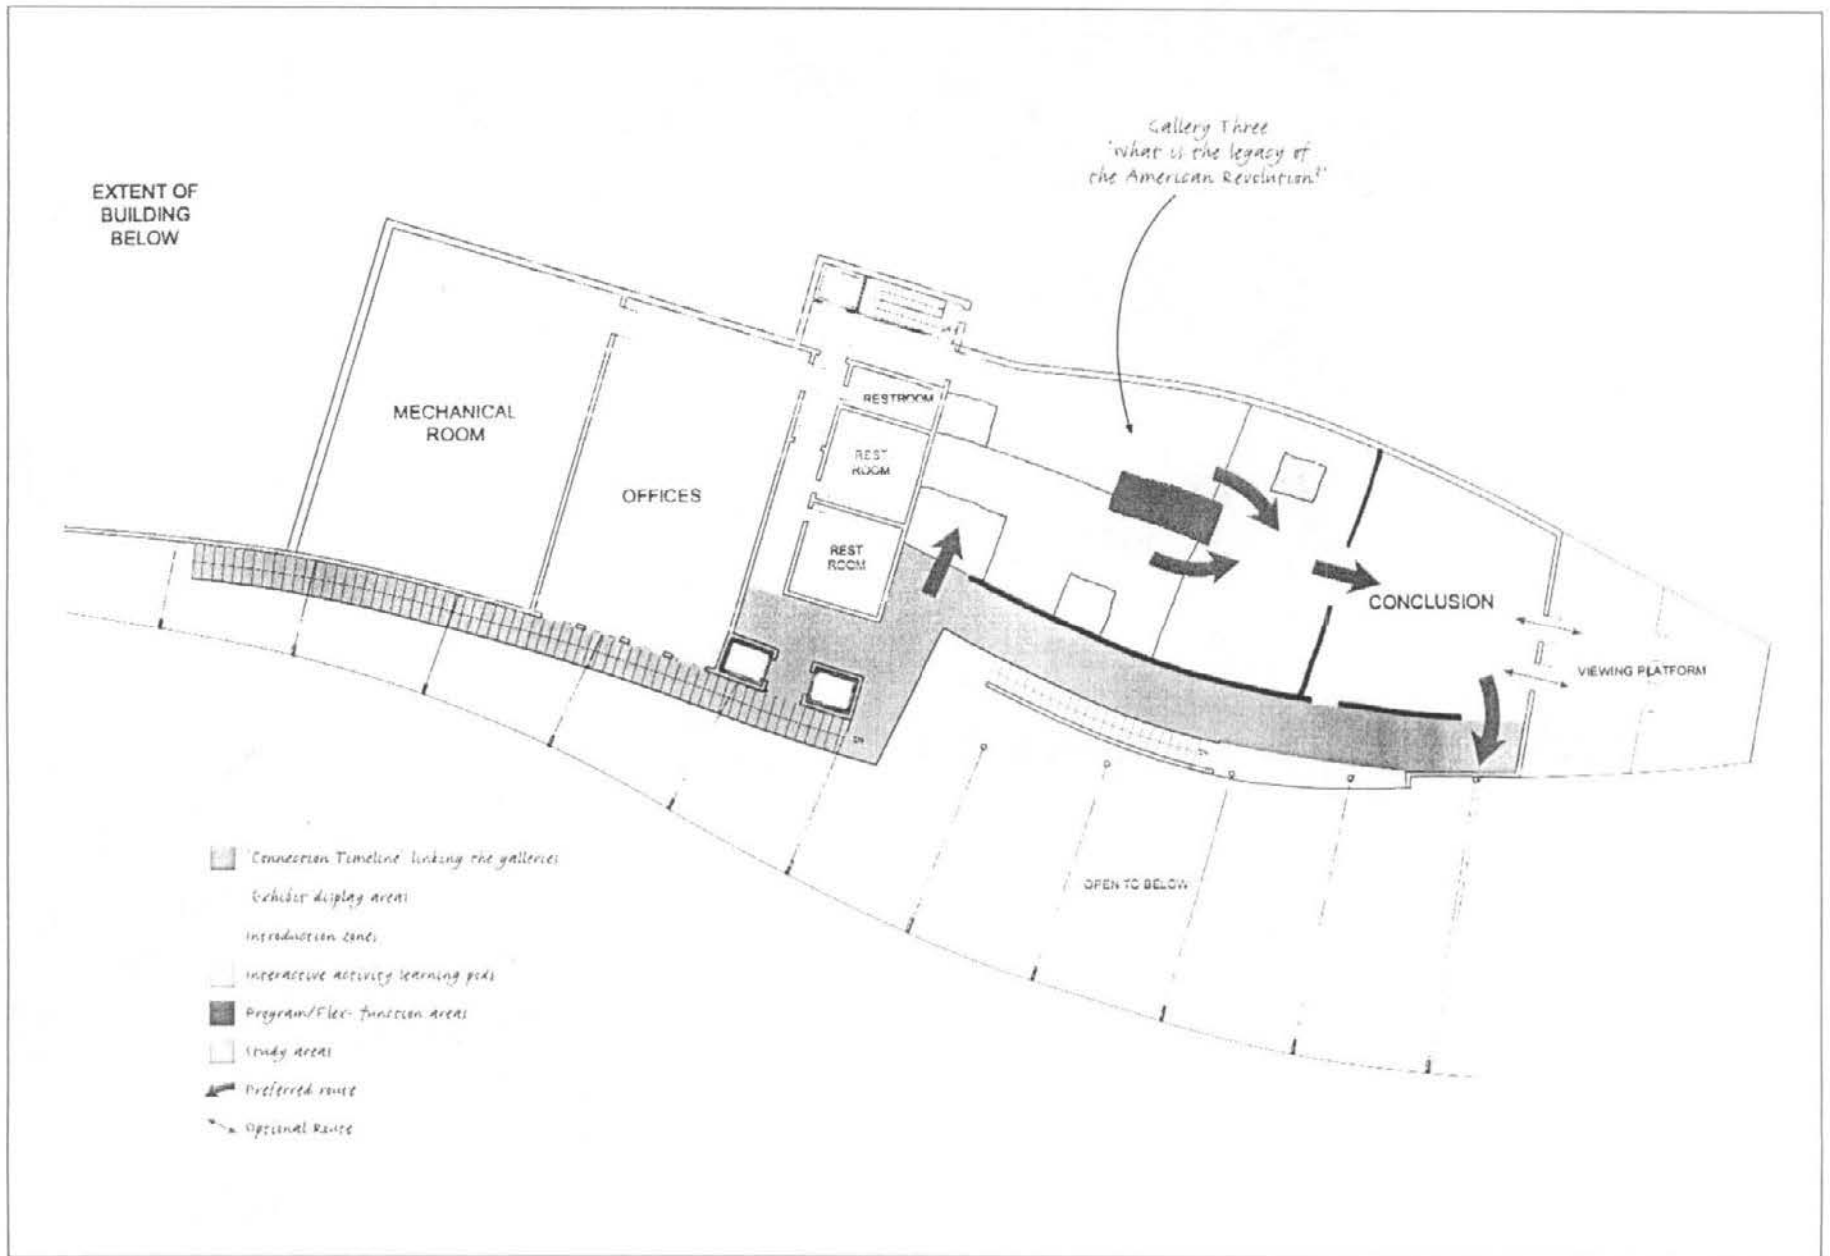 Gallery Three
'What is the legacy of
the American Revolution?'
EXTENT OF
BUILDING
BELOW
MECHANICAL
ROOM
OFFICES
RESTROOM
REST
ROOM
REST
ROOM
CONCLUSION
VIEWING PLATFORM
OPEN TO BELOW
'Connection Timeline' linking the galleries
Exhibit display areas
Introduction zones
Interactive activity learning pods
Program/Flex- function areas
Study areas
Preferred route
Optional Route